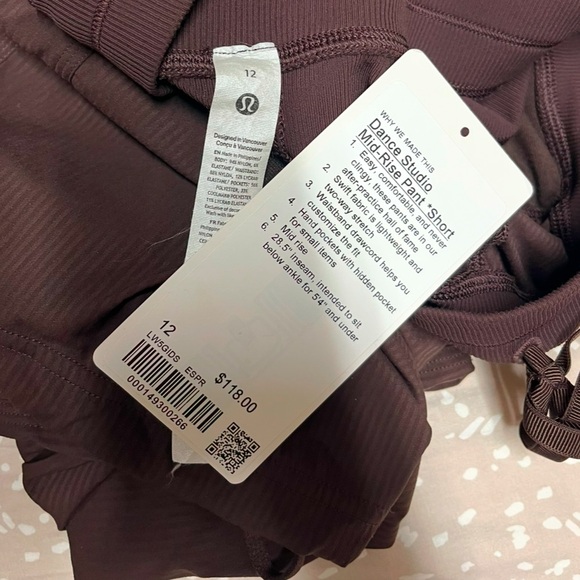 12
Designed in Vancouver
Conçu à Vancouver
WHY WE MADE THIS
Dance Studio
Mid-Rise Pant *Short
1. Easy, comfortable, and never
clingy, these pants are in our
after-practice hall of fame
2. Swift fabric is lightweight and
two-way stretch
3. Waistband drawcord helps you
customize the fit
4. Hand pockets with hidden pocket
for small items
5. Mid rise
6. 28.5" inseam, intended to sit
below ankle for 5'4" and under
12
LW5GIDS ESPR $118.00
000149300266